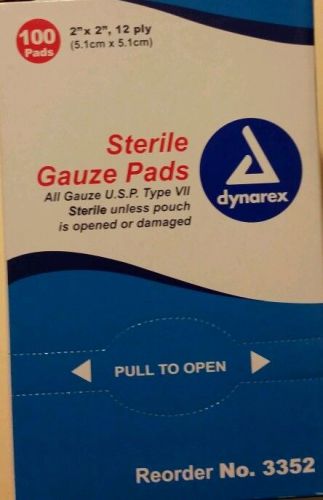 100
Pads
2"x 2", 12 ply
(5.1cm x 5.1cm)
Sterile
Gauze Pads
All Gauze U.S.P. Type VII
Sterile unless pouch
is opened or damaged
dynarex
PULL TO OPEN
Reorder No. 3352